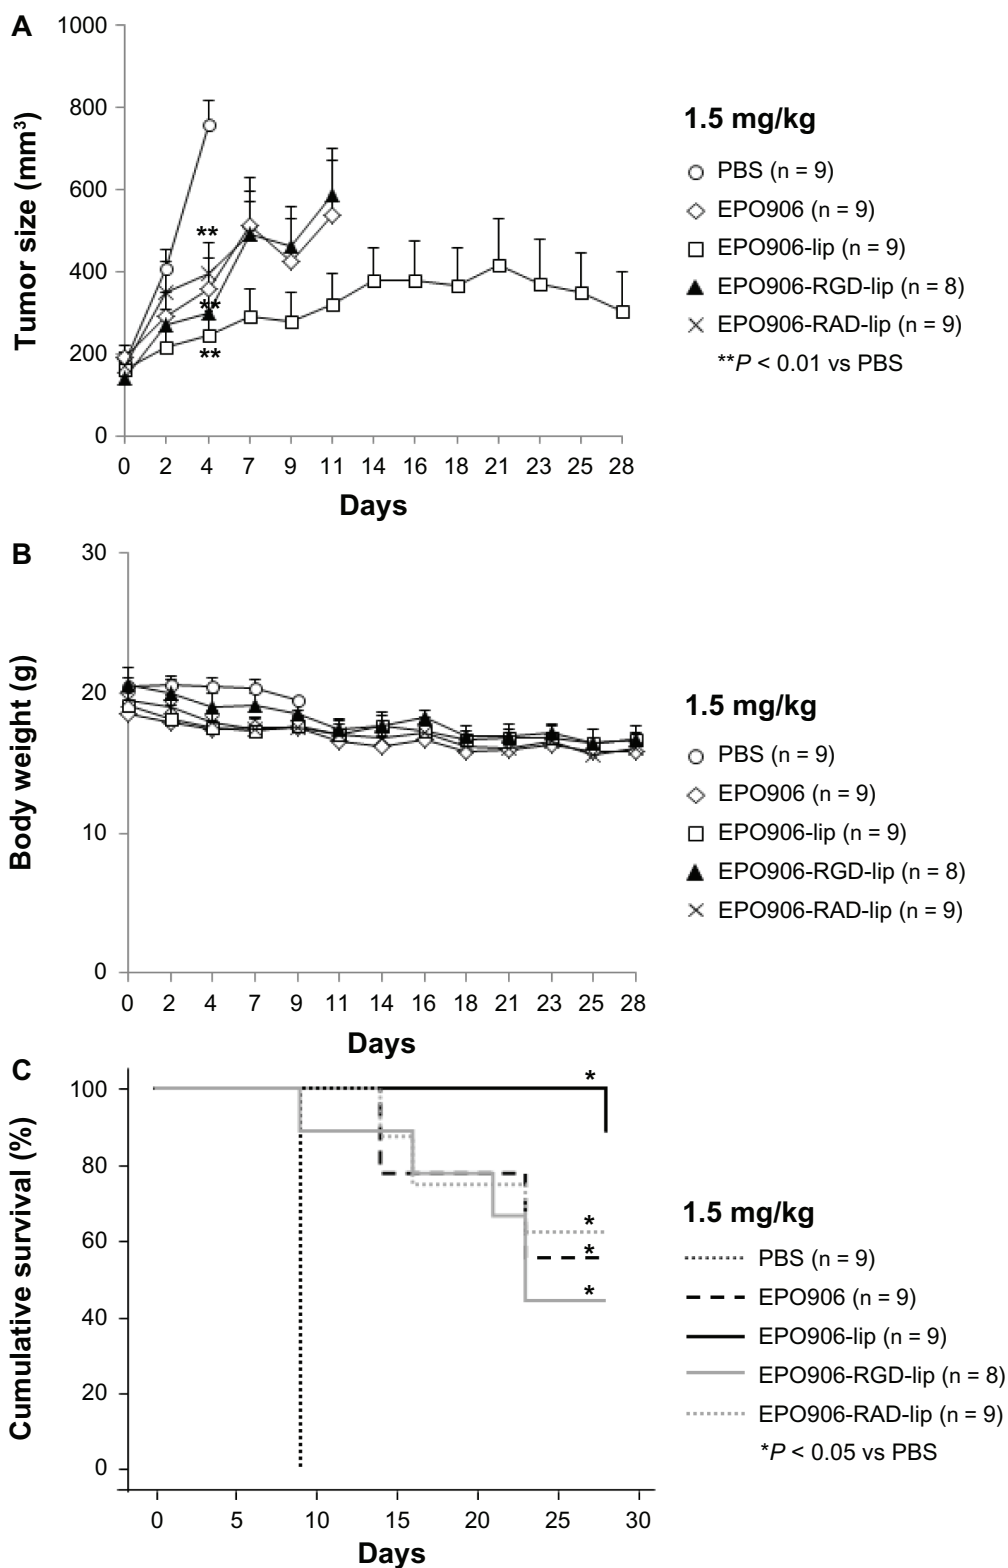 A
1000
800
600
400
200
0
Tumor size (mm³)
**
**
**
0 2 4 7 9 11 14 16 18 21 23 25 28
Days
1.5 mg/kg
PBS (n = 9)
EPO906 (n = 9)
EPO906-lip (n = 9)
EPO906-RGD-lip (n = 8)
EPO906-RAD-lip (n = 9)
**P < 0.01 vs PBS
B
30
20
10
0
Body weight (g)
0 2 4 7 9 11 14 16 18 21 23 25 28
Days
1.5 mg/kg
PBS (n = 9)
EPO906 (n = 9)
EPO906-lip (n = 9)
EPO906-RGD-lip (n = 8)
EPO906-RAD-lip (n = 9)
C
100
80
60
40
20
0
Cumulative survival (%)
*
*
*
*
0 5 10 15 20 25 30
Days
1.5 mg/kg
PBS (n = 9)
EPO906 (n = 9)
EPO906-lip (n = 9)
EPO906-RGD-lip (n = 8)
EPO906-RAD-lip (n = 9)
*P < 0.05 vs PBS